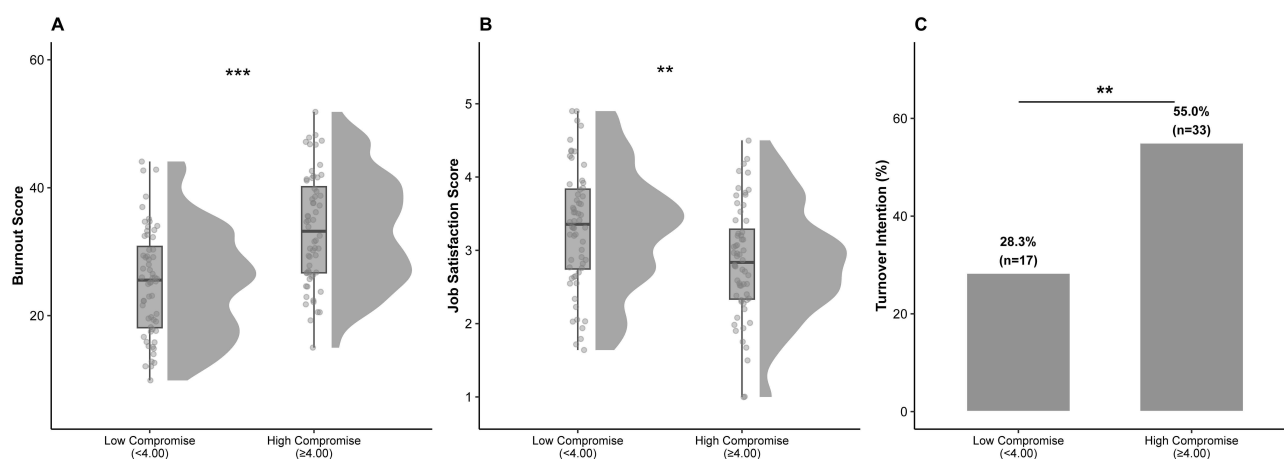 A
Burnout Score
60
40
20
***
Low Compromise
(<4.00)
High Compromise
(≥4.00)
B
Job Satisfaction Score
5
4
3
2
1
**
Low Compromise
(<4.00)
High Compromise
(≥4.00)
C
Turnover Intention (%)
60
40
20
0
**
28.3%
(n=17)
55.0%
(n=33)
Low Compromise
(<4.00)
High Compromise
(≥4.00)